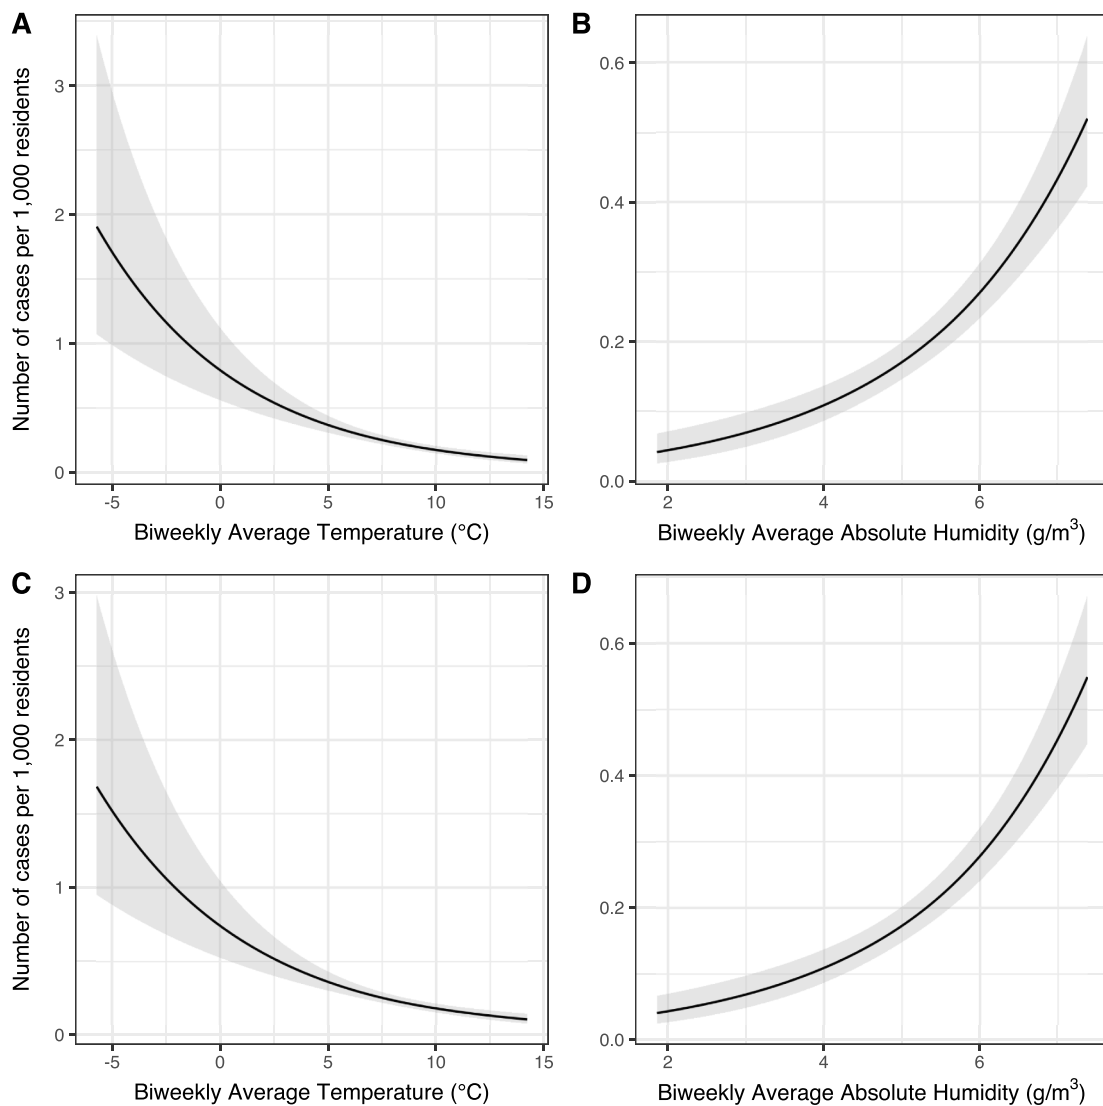 A
Number of cases per 1,000 residents
3
2
1
0
-5 0 5 10 15
Biweekly Average Temperature (°C)
B
0.6
0.4
0.2
0.0
2 4 6
Biweekly Average Absolute Humidity (g/m³)
C
Number of cases per 1,000 residents
3
2
1
0
-5 0 5 10 15
Biweekly Average Temperature (°C)
D
0.6
0.4
0.2
0.0
2 4 6
Biweekly Average Absolute Humidity (g/m³)